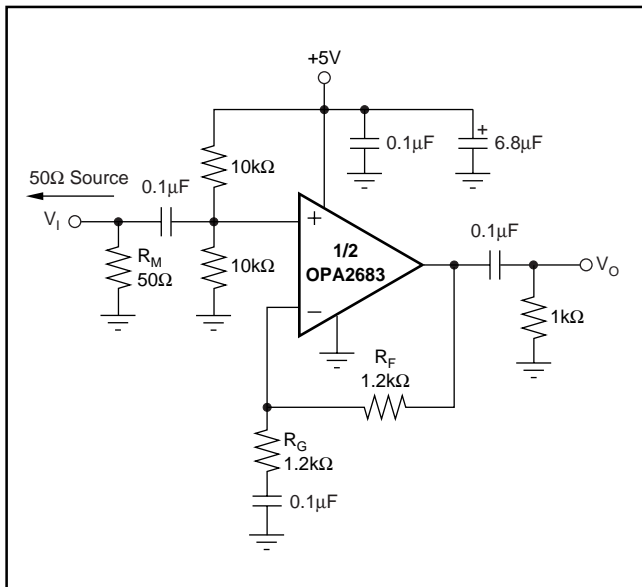 +5V
0.1µF
6.8µF
+
50Ω Source
0.1µF
10kΩ
V_I
+
R_M
50Ω
10kΩ
1/2
OPA2683
−
0.1µF
V_O
1kΩ
R_F
1.2kΩ
R_G
1.2kΩ
0.1µF